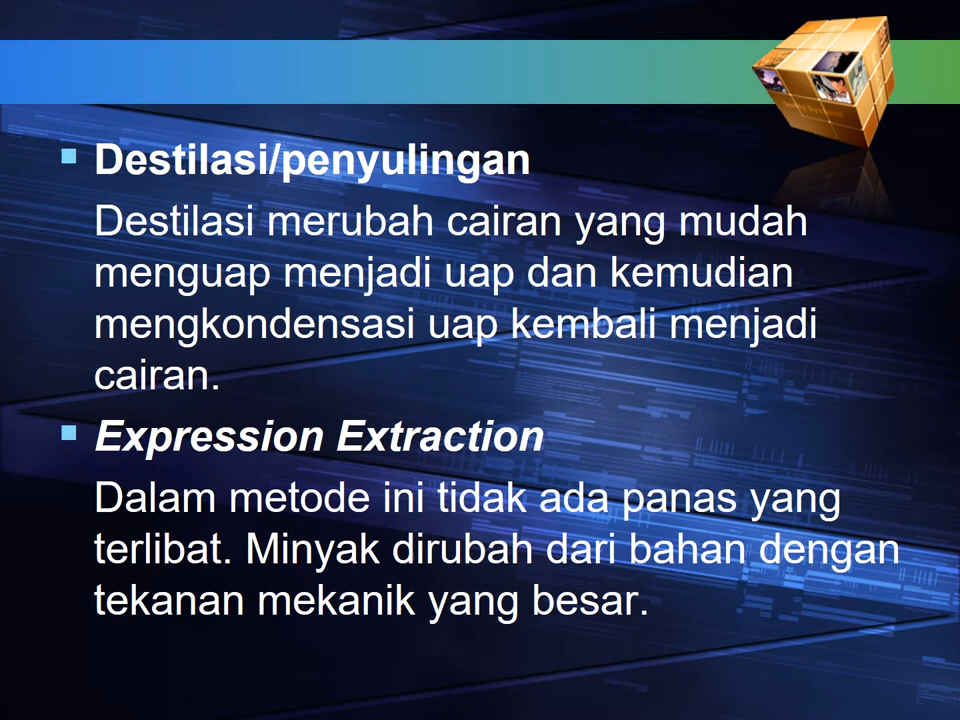 Destilasi/penyulingan
Destilasi merubah cairan yang mudah
menguap menjadi uap dan kemudian
mengkondensasi uap kembali menjadi
cairan.
Expression Extraction
Dalam metode ini tidak ada panas yang
terlibat. Minyak dirubah dari bahan dengan
tekanan mekanik yang besar.